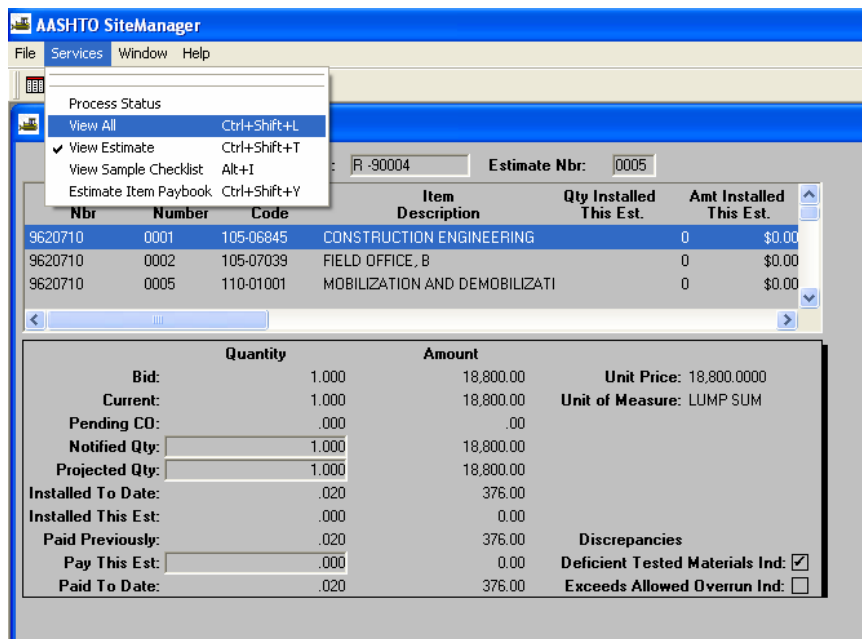 AASHTO SiteManager
File Services Window Help
Process Status
View All Ctrl+Shift+L
View Estimate Ctrl+Shift+T
: R -90004 Estimate Nbr: 0005
View Sample Checklist Alt+I
Estimate Item Paybook Ctrl+Shift+Y
Item Qty Installed Amt Installed
Nbr Number Code Description This Est. This Est.
9620710 0001 105-06845 CONSTRUCTION ENGINEERING 0 $0.00
9620710 0002 105-07039 FIELD OFFICE, B 0 $0.00
9620710 0005 110-01001 MOBILIZATION AND DEMOBILIZATI 0 $0.00
Quantity Amount
Bid: 1.000 18,800.00 Unit Price: 18,800.0000
Current: 1.000 18,800.00 Unit of Measure: LUMP SUM
Pending CO: .000 .00
Notified Qty: 1.000 18,800.00
Projected Qty: 1.000 18,800.00
Installed To Date: .020 376.00
Installed This Est: .000 0.00
Paid Previously: .020 376.00 Discrepancies
Pay This Est: .000 0.00 Deficient Tested Materials Ind:
Paid To Date: .020 376.00 Exceeds Allowed Overrun Ind: